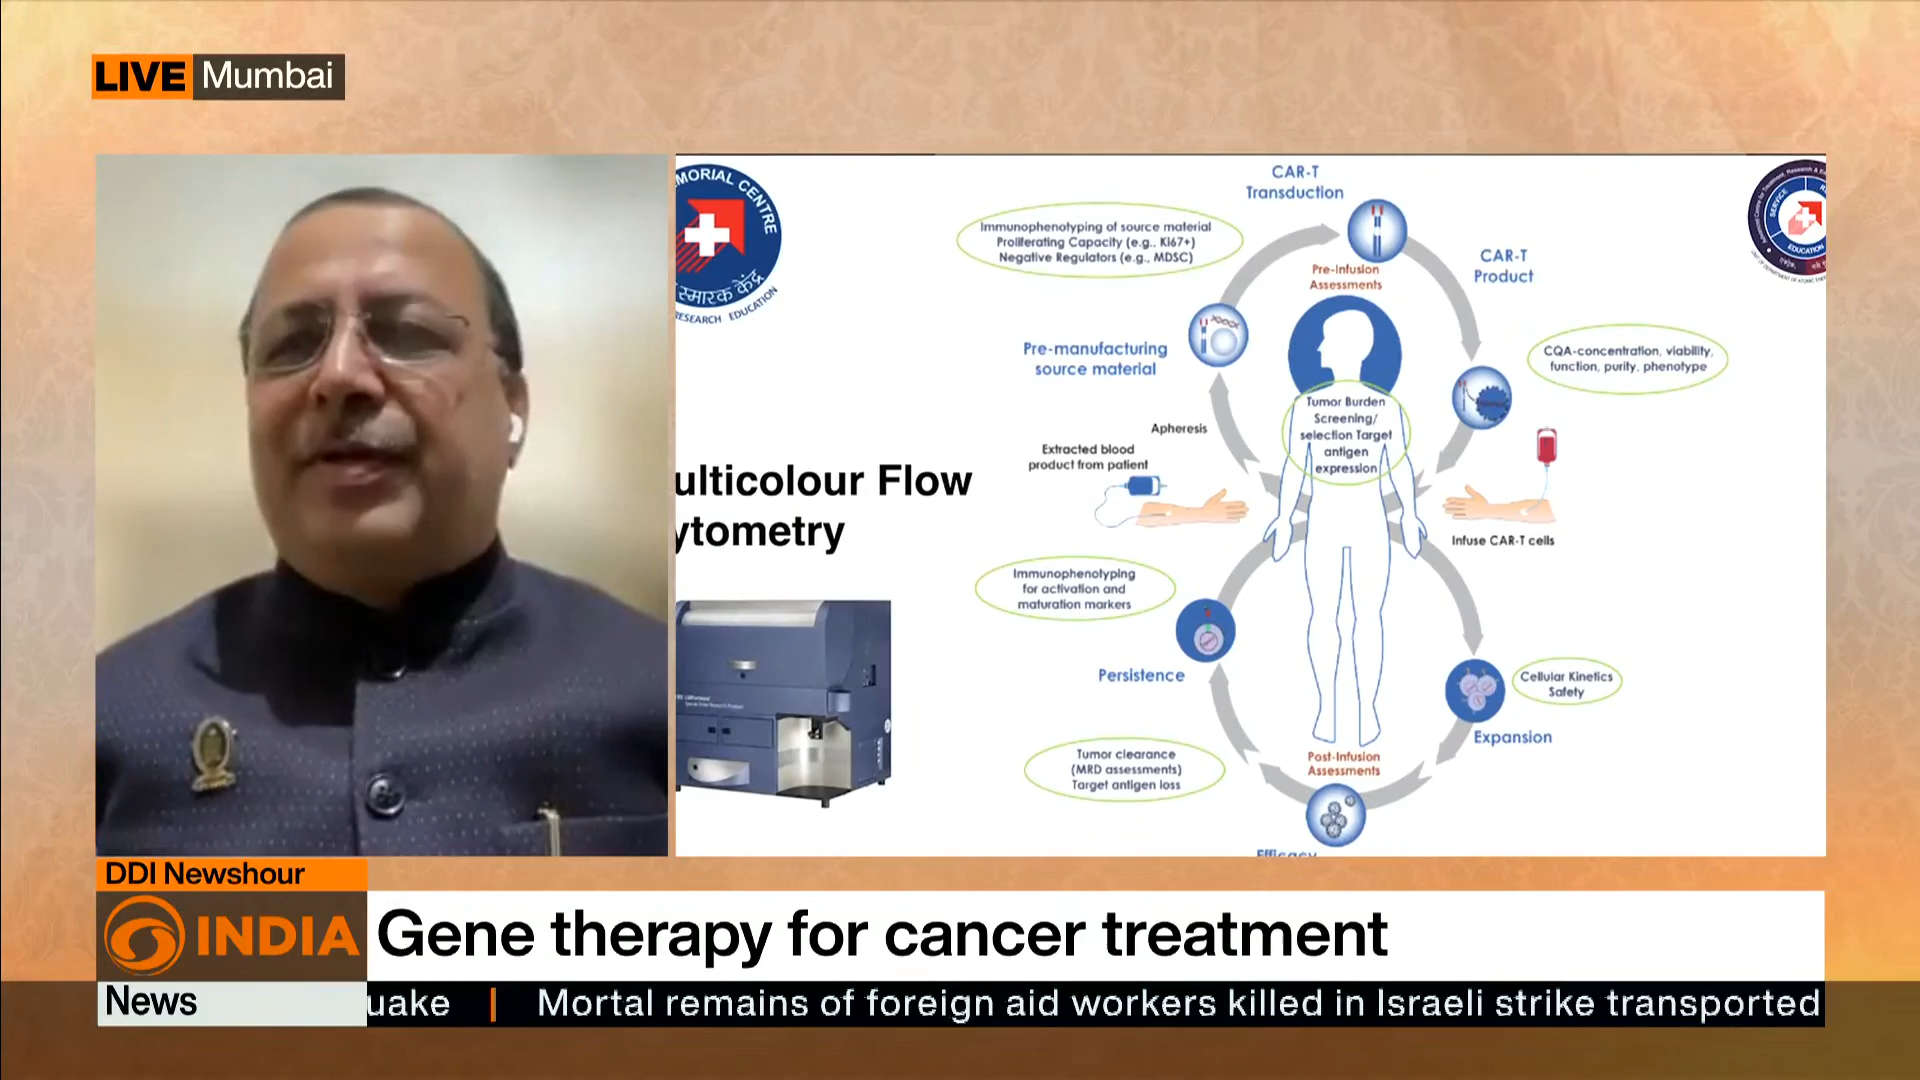 LIVE Mumbai
MORIAL CENTRE
स्मारक केंद्र
RESEARCH EDUCATION
ulticolour Flow
ytometry
CAR-T
Transduction
Immunophenotyping of source material
Proliferating Capacity (e.g., Ki67+)
Negative Regulators (e.g., MDSC)
Pre-Infusion
Assessments
CAR-T
Product
SERVICE
EDUCATION
Pre-manufacturing
source material
CQA-concentration, viability,
function, purity, phenotype
Tumor Burden
Screening/
selection Target
antigen
expression
Apheresis
Extracted blood
product from patient
Infuse CAR-T cells
Immunophenotyping
for activation and
maturation markers
Persistence
Cellular Kinetics
Safety
Expansion
Tumor clearance
(MRD assessments)
Target antigen loss
Post-Infusion
Assessments
Efficacy
DDI Newshour
INDIA
Gene therapy for cancer treatment
News
uake | Mortal remains of foreign aid workers killed in Israeli strike transported